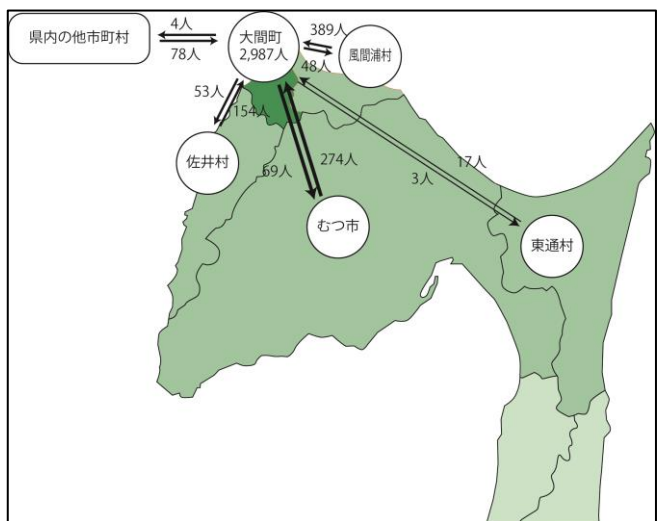 県内の他市町村
4人
78人
大間町
2,987人
389人
48人
風間浦村
53人
154人
佐井村
69人
274人
むつ市
17人
3人
東通村